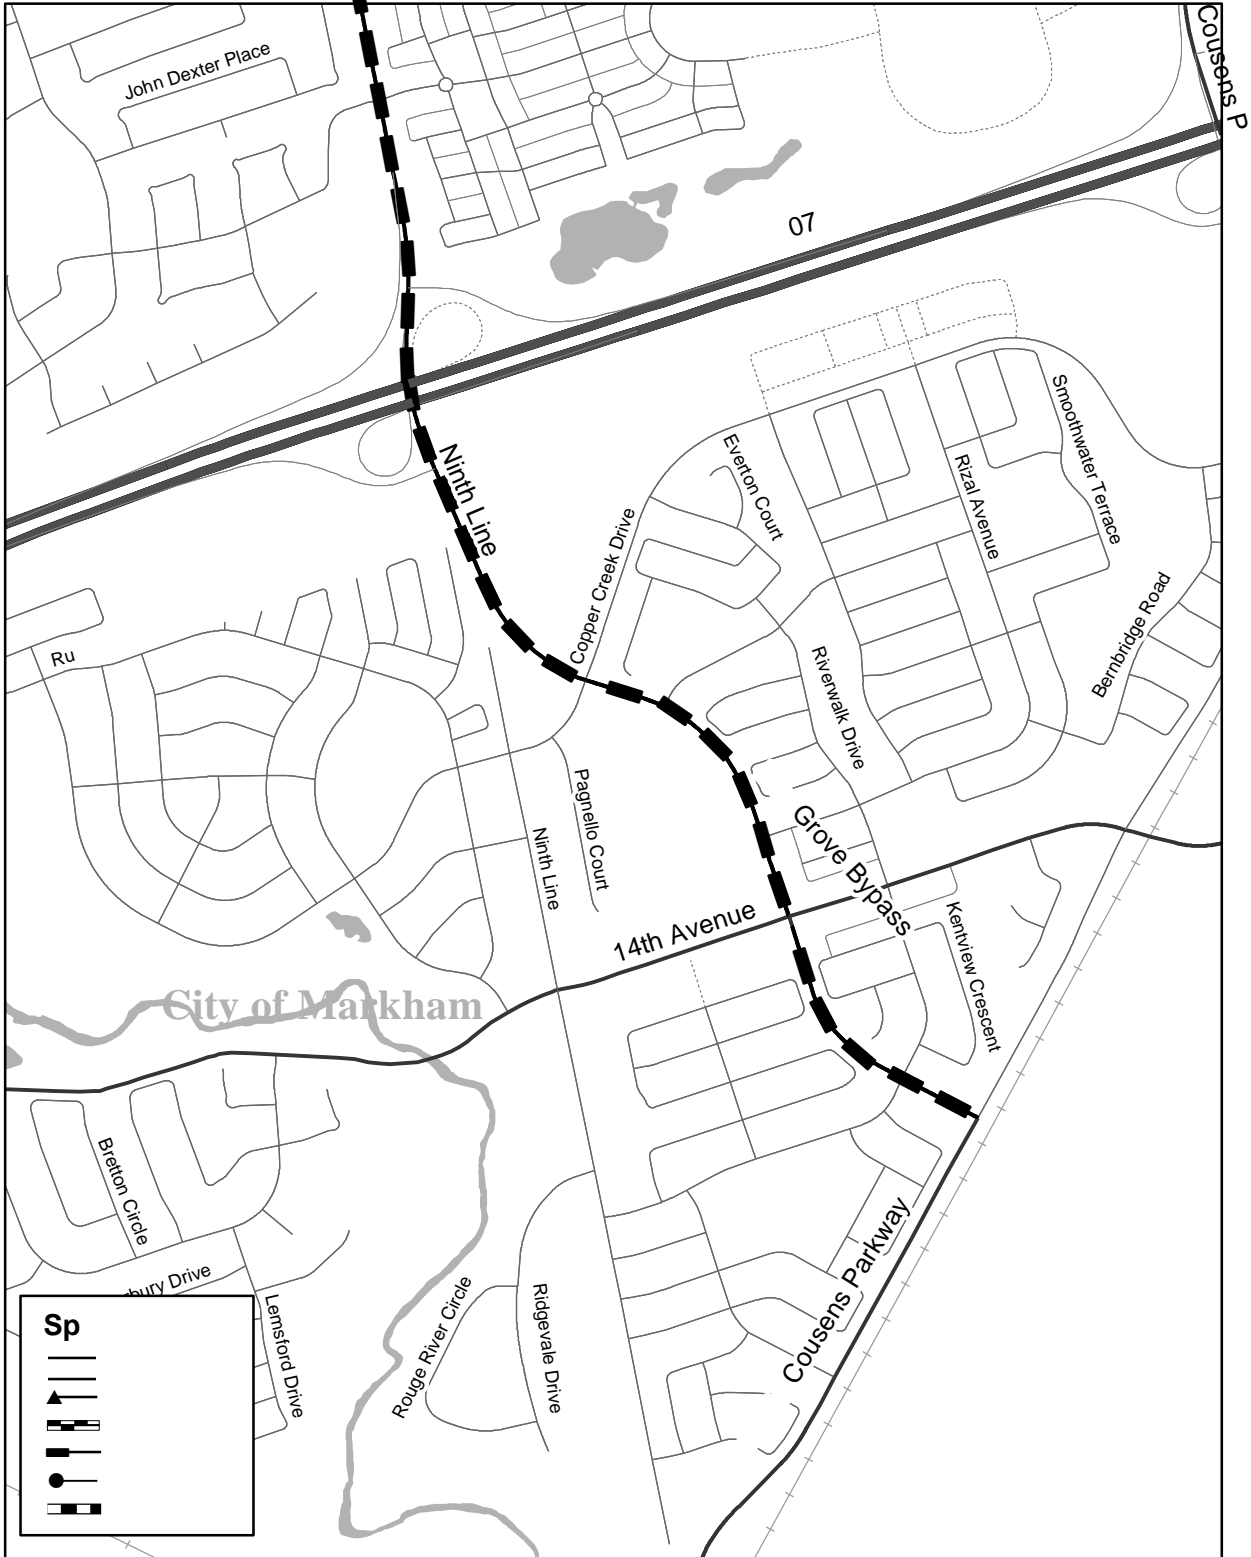 Cousens P
John Dexter Place
07
Ninth Line
Everton Court
Smoothwater Terrace
Rizal Avenue
Copper Creek Drive
Bernbridge Road
Ru
Riverwalk Drive
Pagnello Court
Ninth Line
Grove Bypass
14th Avenue
Kentview Crescent
City of Markham
Bretton Circle
bury Drive
Lemsford Drive
Rouge River Circle
Ridgevale Drive
Cousens Parkway
Sp